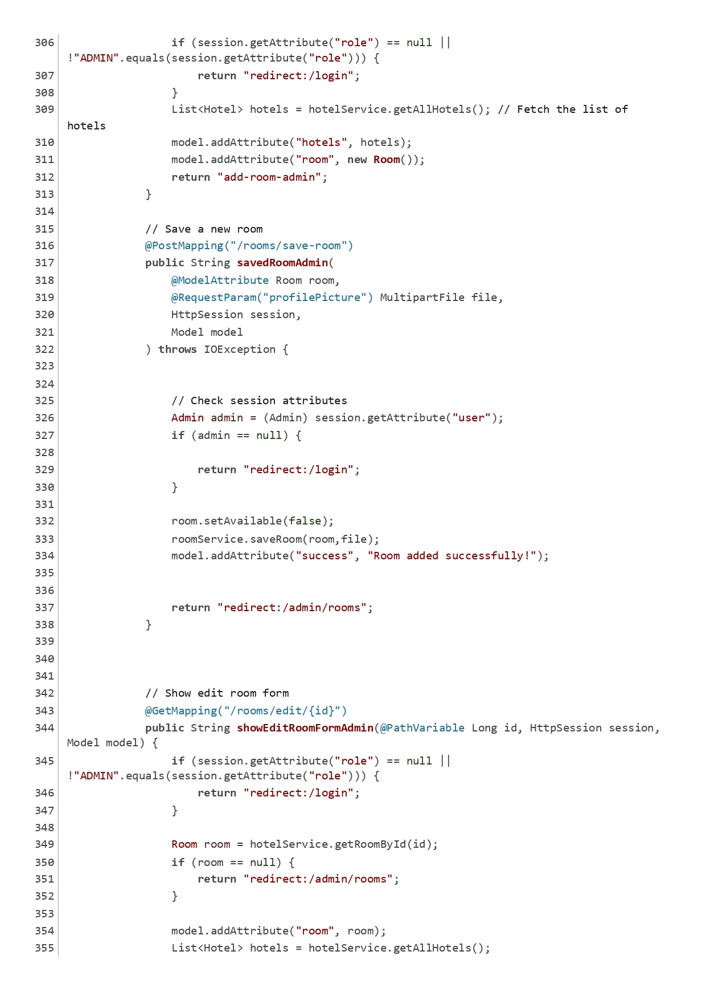 306                 if (session.getAttribute("role") == null ||
!"ADMIN".equals(session.getAttribute("role"))) {
307                     return "redirect:/login";
308                 }
309                 List<Hotel> hotels = hotelService.getAllHotels(); // Fetch the list of
hotels
310                 model.addAttribute("hotels", hotels);
311                 model.addAttribute("room", new Room());
312                 return "add-room-admin";
313             }
314
315             // Save a new room
316             @PostMapping("/rooms/save-room")
317             public String savedRoomAdmin(
318                 @ModelAttribute Room room,
319                 @RequestParam("profilePicture") MultipartFile file,
320                 HttpSession session,
321                 Model model
322             ) throws IOException {
323
324
325                 // Check session attributes
326                 Admin admin = (Admin) session.getAttribute("user");
327                 if (admin == null) {
328
329                     return "redirect:/login";
330                 }
331
332                 room.setAvailable(false);
333                 roomService.saveRoom(room,file);
334                 model.addAttribute("success", "Room added successfully!");
335
336
337                 return "redirect:/admin/rooms";
338             }
339
340
341
342             // Show edit room form
343             @GetMapping("/rooms/edit/{id}")
344             public String showEditRoomFormAdmin(@PathVariable Long id, HttpSession session,
Model model) {
345                 if (session.getAttribute("role") == null ||
!"ADMIN".equals(session.getAttribute("role"))) {
346                     return "redirect:/login";
347                 }
348
349                 Room room = hotelService.getRoomById(id);
350                 if (room == null) {
351                     return "redirect:/admin/rooms";
352                 }
353
354                 model.addAttribute("room", room);
355                 List<Hotel> hotels = hotelService.getAllHotels();